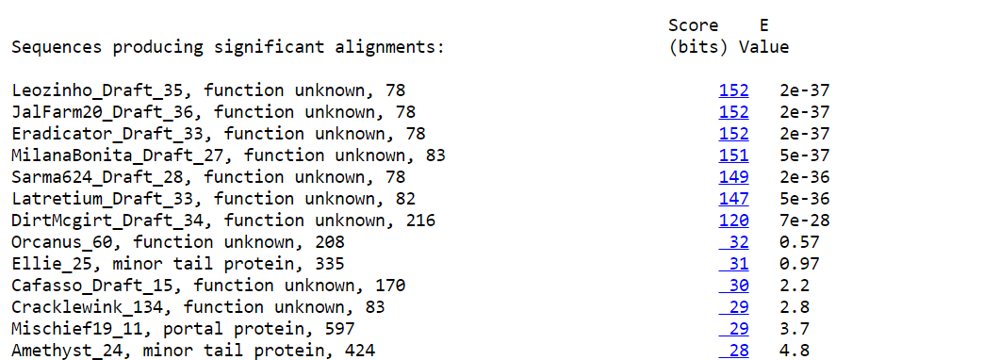 Score E
Sequences producing significant alignments: (bits) Value
Leozinho_Draft_35, function unknown, 78 152 2e-37
JalFarm20_Draft_36, function unknown, 78 152 2e-37
Eradicator_Draft_33, function unknown, 78 152 2e-37
MilanaBonita_Draft_27, function unknown, 83 151 5e-37
Sarma624_Draft_28, function unknown, 78 149 2e-36
Latretium_Draft_33, function unknown, 82 147 5e-36
DirtMcgirt_Draft_34, function unknown, 216 120 7e-28
Orcanus_60, function unknown, 208 32 0.57
Ellie_25, minor tail protein, 335 31 0.97
Cafasso_Draft_15, function unknown, 170 30 2.2
Cracklewink_134, function unknown, 83 29 2.8
Mischief19_11, portal protein, 597 29 3.7
Amethyst_24, minor tail protein, 424 28 4.8